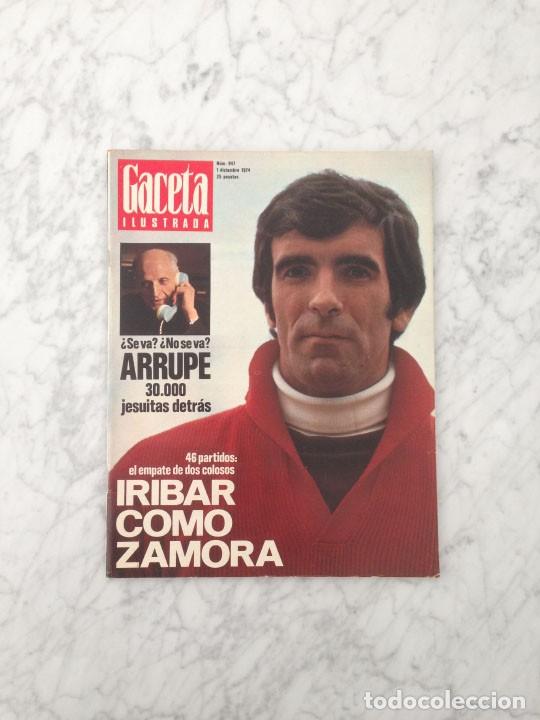 Gaceta
ILUSTRADA
Núm. 947
1 diciembre 1974
25 pesetas
¿Se va? ¿No se va?
ARRUPE
30.000
jesuitas detrás
46 partidos:
el empate de dos colosos
IRIBAR
COMO
ZAMORA
todocoleccion.net